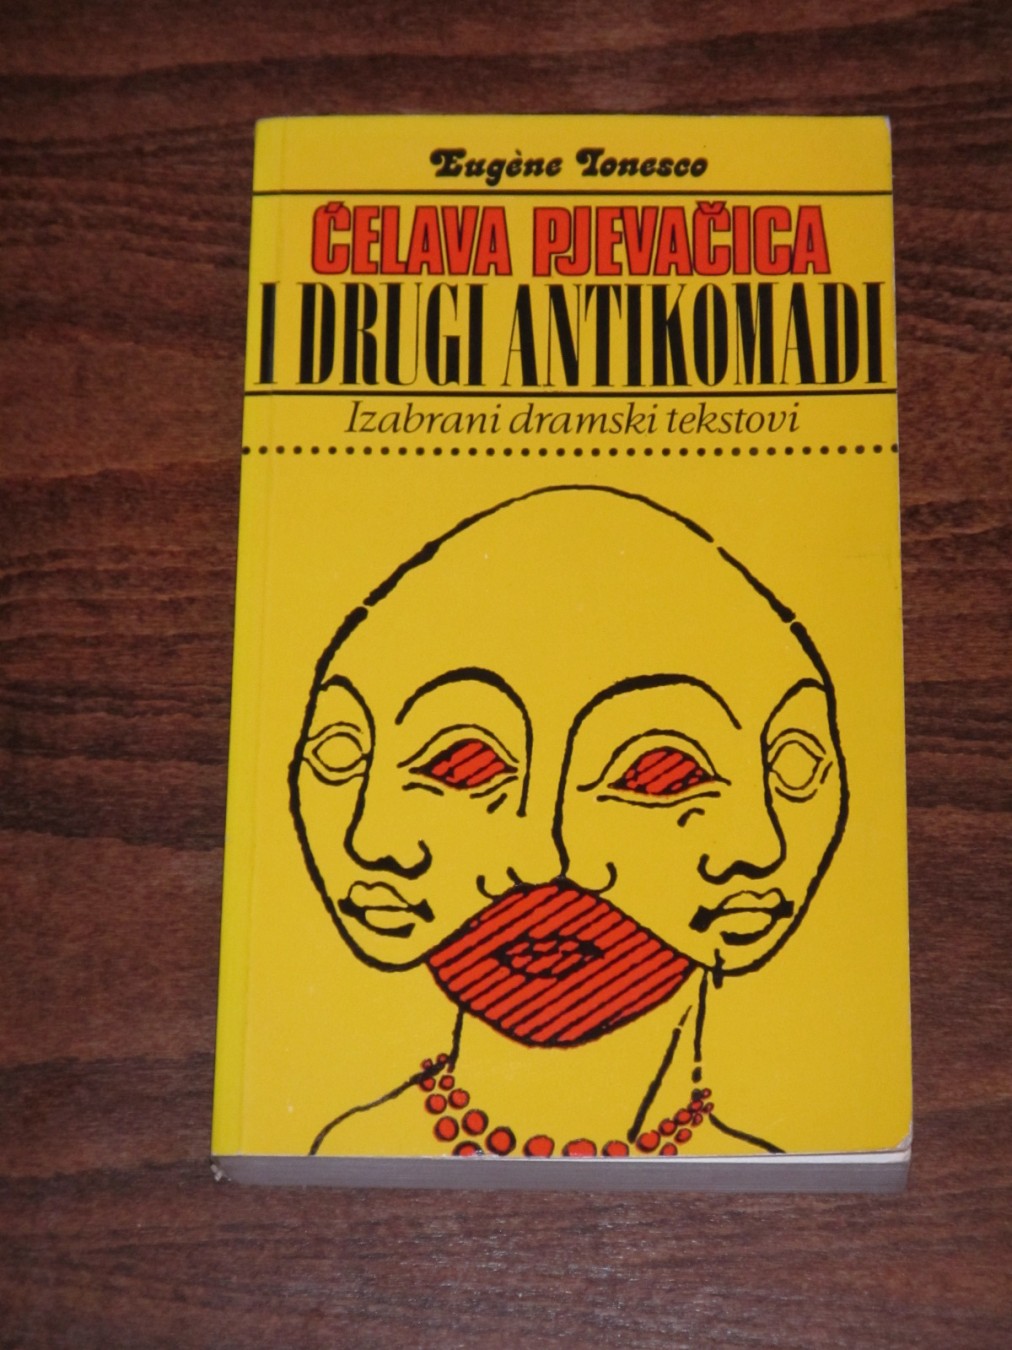 Eugène Ionesco
ĆELAVA PJEVAČICA
I DRUGI ANTIKOMADI
Izabrani dramski tekstovi